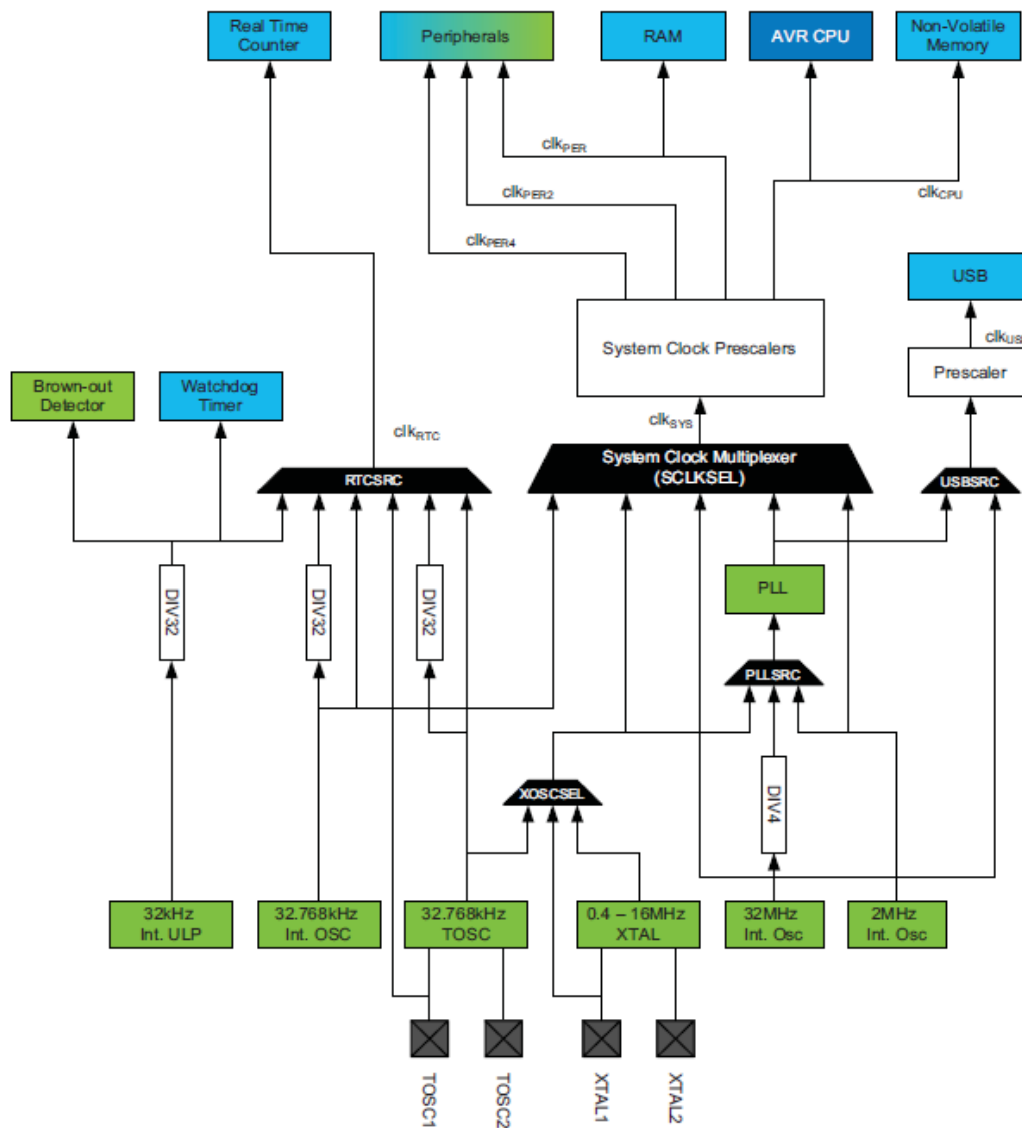 Real Time
Counter
Peripherals
RAM
AVR CPU
Non-Volatile
Memory
clkPER
clkPER2
clkCPU
clkPER4
USB
System Clock Prescalers
clkUS
Prescaler
Brown-out
Detector
Watchdog
Timer
clkRTC
clkSYS
System Clock Multiplexer
(SCLKSEL)
RTCSRC
USBSRC
DIV32
DIV32
DIV32
PLL
PLLSRC
XOSCSEL
DIV4
32kHz
Int. ULP
32.768kHz
Int. OSC
32.768kHz
TOSC
0.4 – 16MHz
XTAL
32MHz
Int. Osc
2MHz
Int. Osc
TOSC1
TOSC2
XTAL1
XTAL2